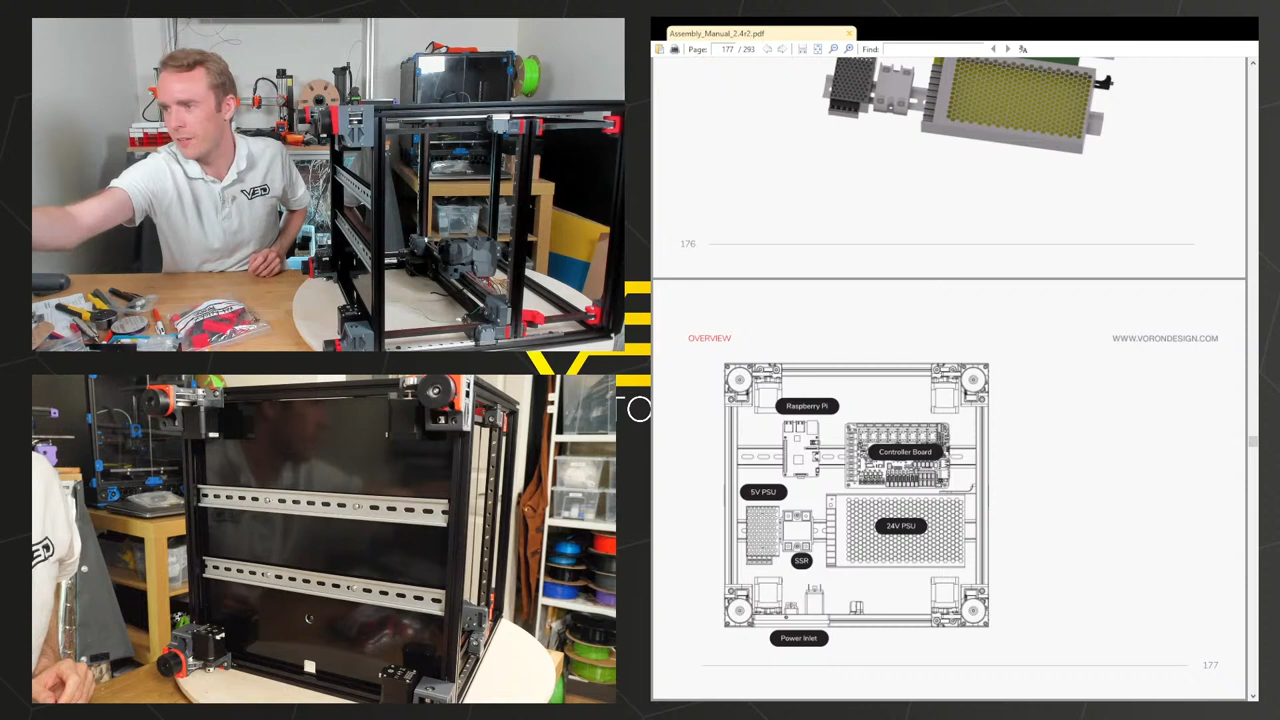 VED
Assembly_Manual_2.4r2.pdf
Page: 177 / 293
Find:
176
OVERVIEW
WWW.VORONDESIGN.COM
Raspberry Pi
Controller Board
5V PSU
24V PSU
SSR
Power Inlet
177